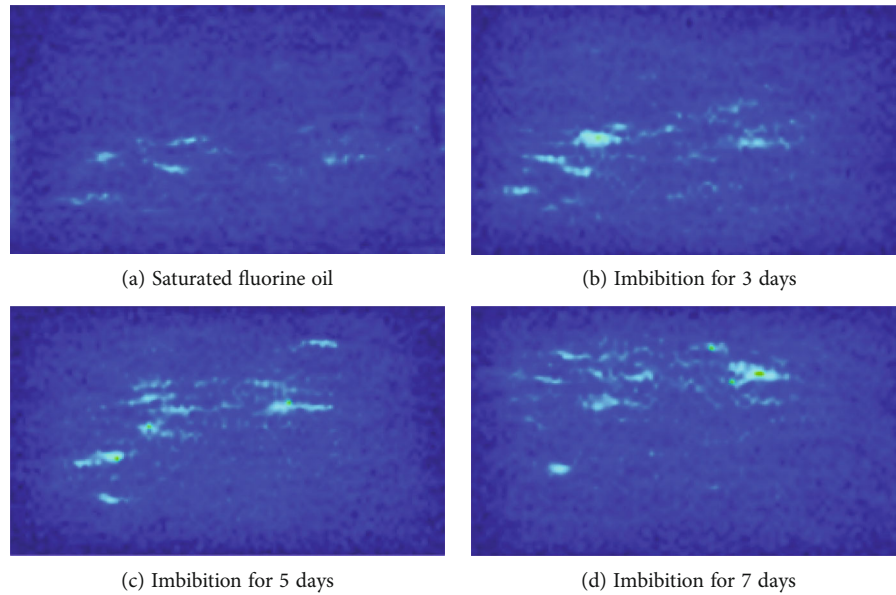 (a) Saturated fluorine oil
(b) Imbibition for 3 days
(c) Imbibition for 5 days
(d) Imbibition for 7 days